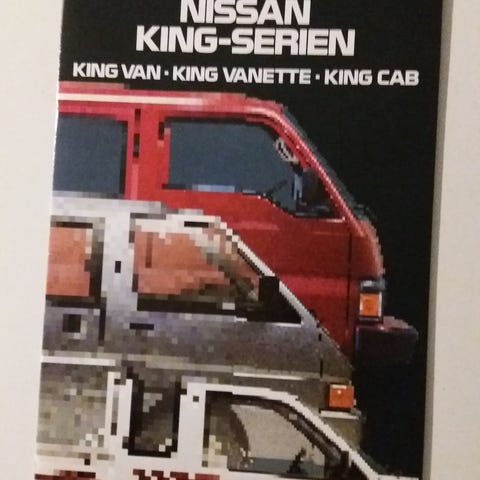 NISSAN
KING-SERIEN
KING VAN · KING VANETTE · KING CAB